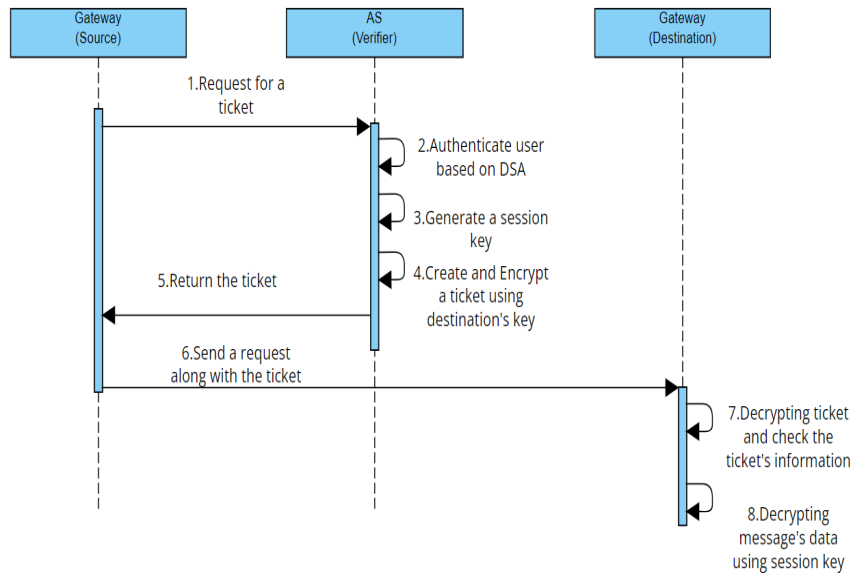 Gateway
(Source)
AS
(Verifier)
Gateway
(Destination)
1.Request for a
ticket
2.Authenticate user
based on DSA
3.Generate a session
key
4.Create and Encrypt
a ticket using
destination's key
5.Return the ticket
6.Send a request
along with the ticket
7.Decrypting ticket
and check the
ticket's information
8.Decrypting
message's data
using session key